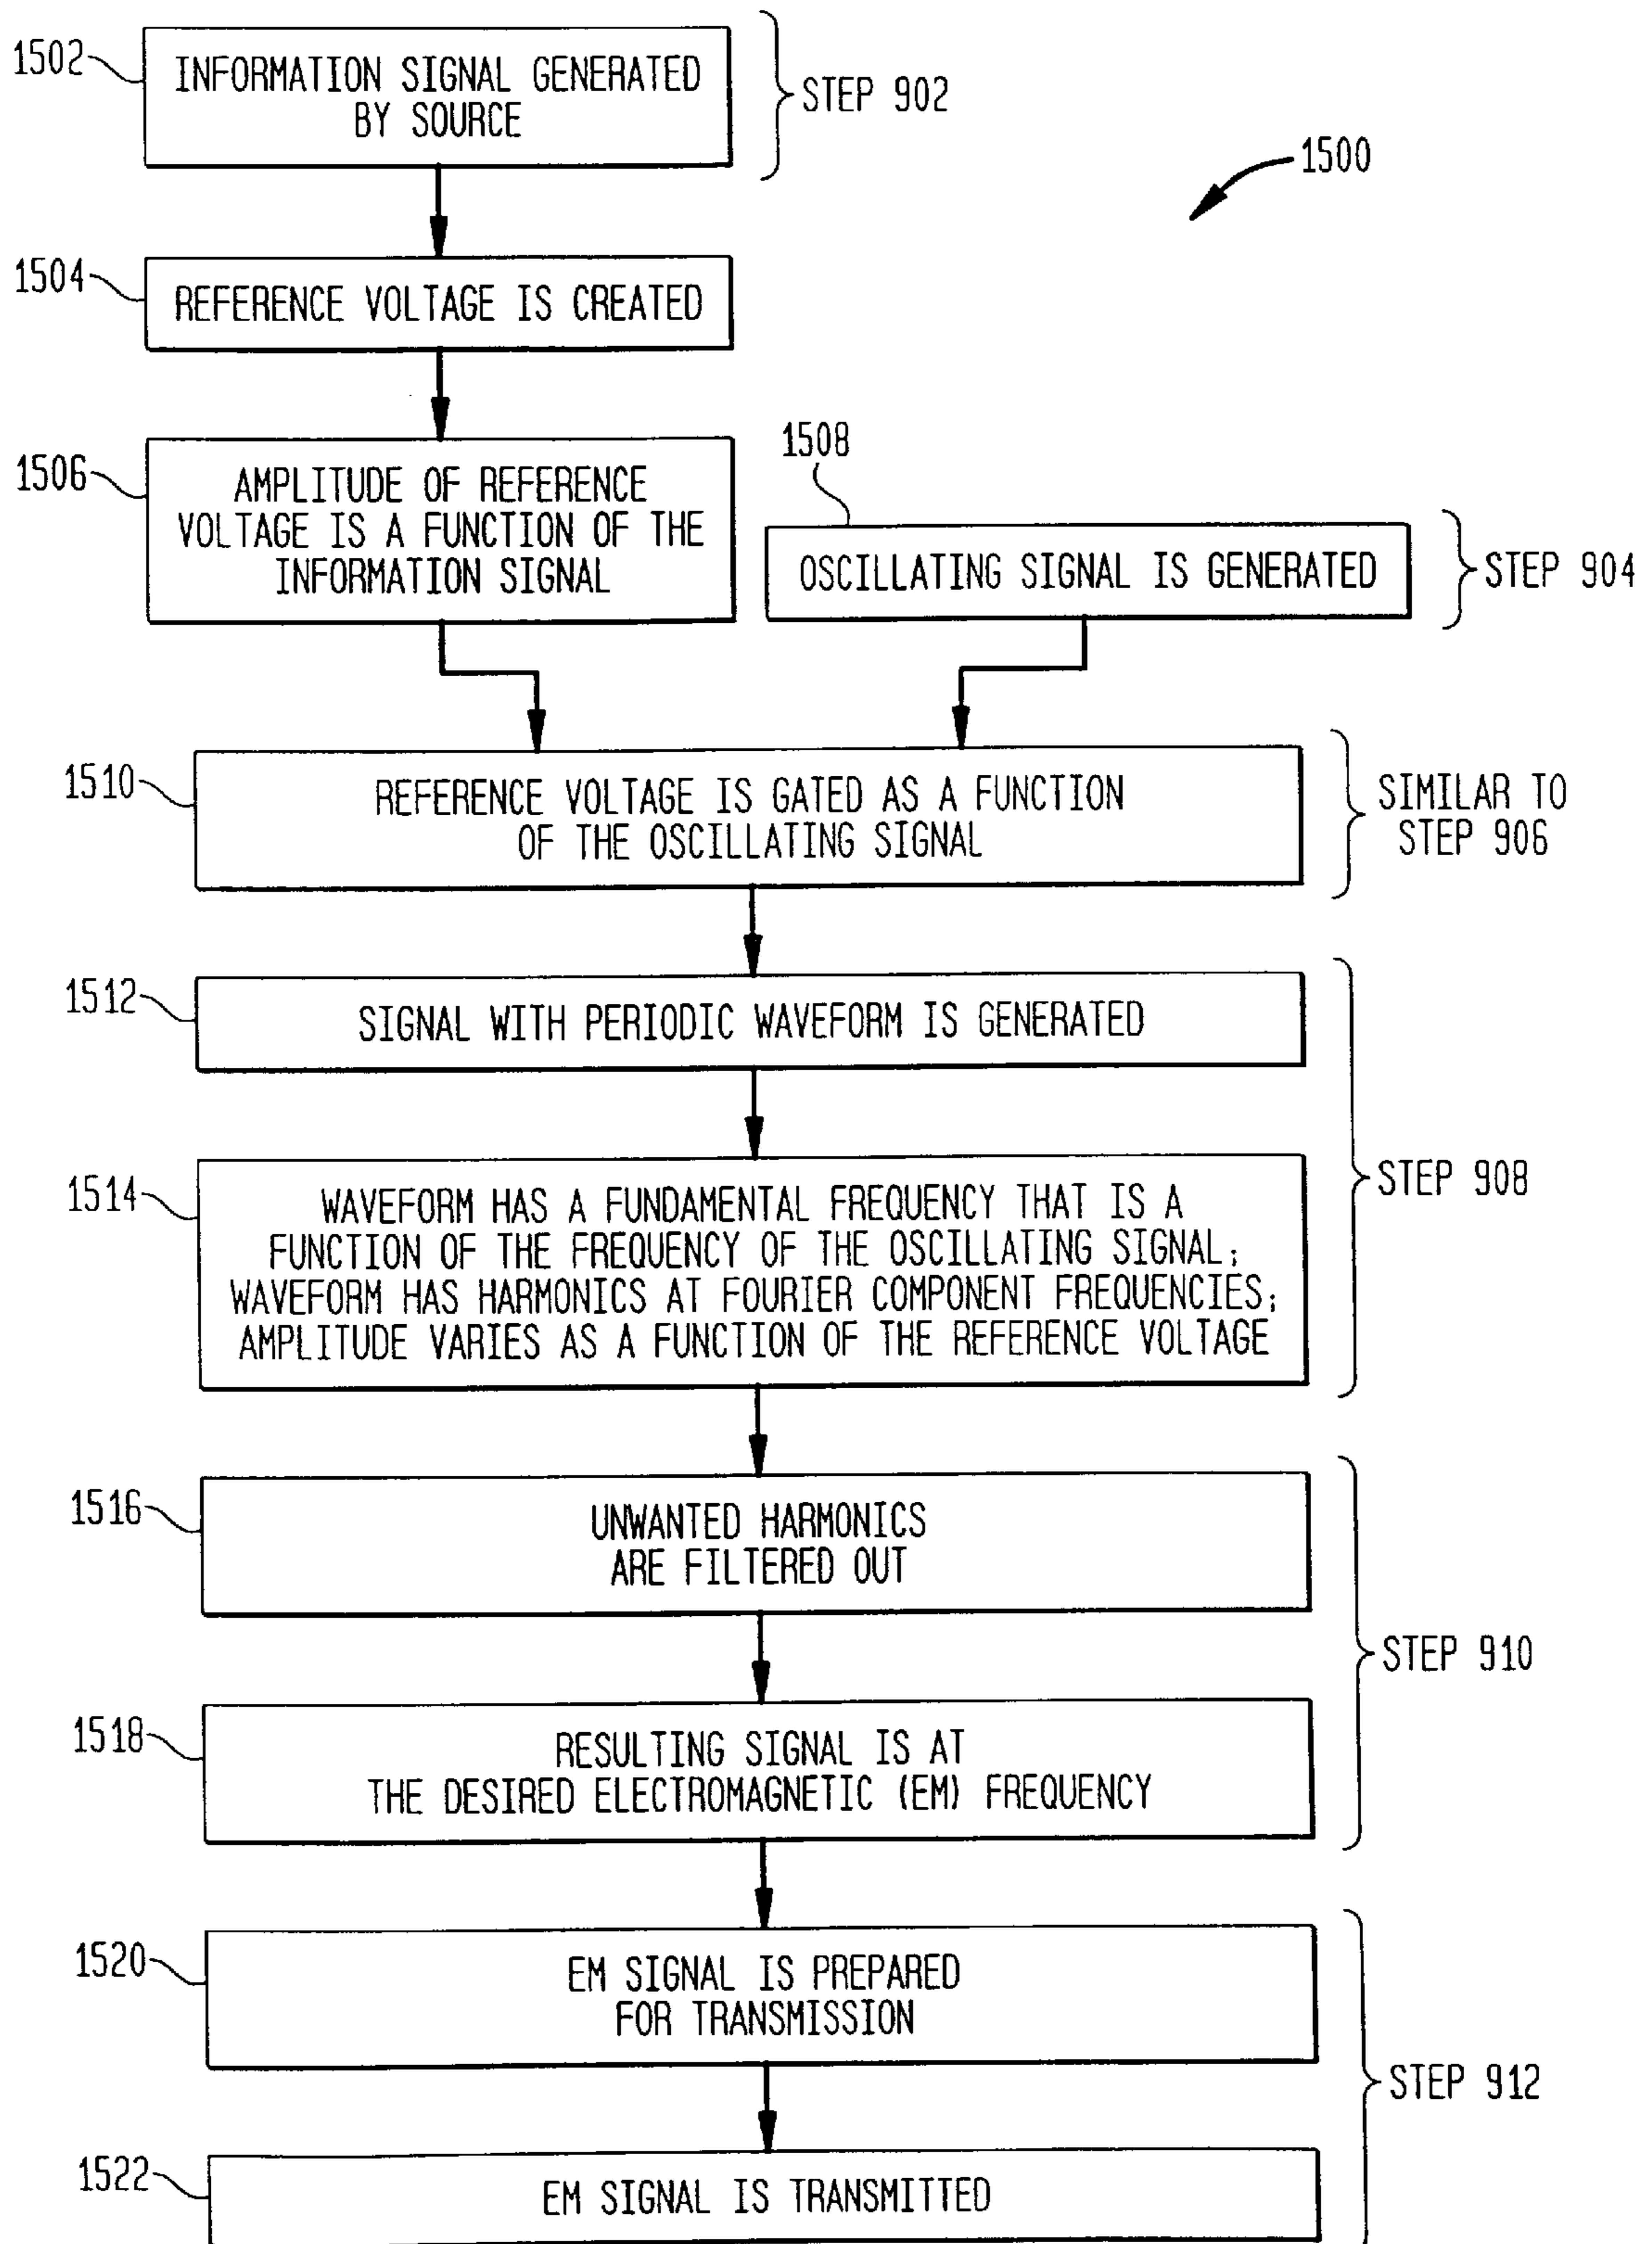 1502
INFORMATION SIGNAL GENERATED
BY SOURCE
STEP 902
1500
1504
REFERENCE VOLTAGE IS CREATED
1506
AMPLITUDE OF REFERENCE
VOLTAGE IS A FUNCTION OF THE
INFORMATION SIGNAL
1508
OSCILLATING SIGNAL IS GENERATED
STEP 904
1510
REFERENCE VOLTAGE IS GATED AS A FUNCTION
OF THE OSCILLATING SIGNAL
SIMILAR TO
STEP 906
1512
SIGNAL WITH PERIODIC WAVEFORM IS GENERATED
1514
WAVEFORM HAS A FUNDAMENTAL FREQUENCY THAT IS A
FUNCTION OF THE FREQUENCY OF THE OSCILLATING SIGNAL;
WAVEFORM HAS HARMONICS AT FOURIER COMPONENT FREQUENCIES;
AMPLITUDE VARIES AS A FUNCTION OF THE REFERENCE VOLTAGE
STEP 908
1516
UNWANTED HARMONICS
ARE FILTERED OUT
1518
RESULTING SIGNAL IS AT
THE DESIRED ELECTROMAGNETIC (EM) FREQUENCY
STEP 910
1520
EM SIGNAL IS PREPARED
FOR TRANSMISSION
STEP 912
1522
EM SIGNAL IS TRANSMITTED